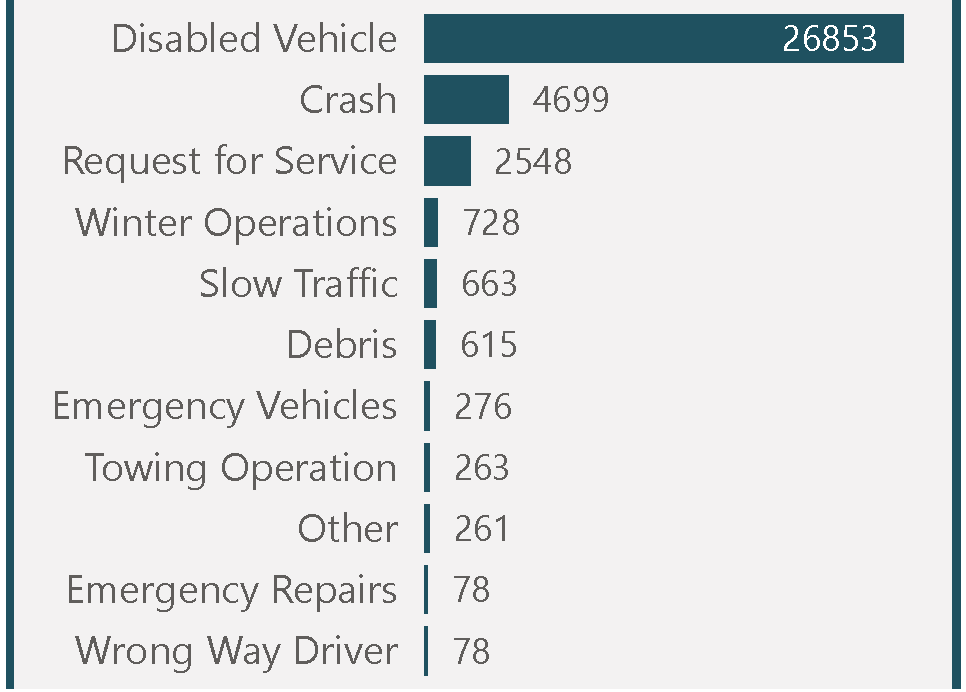 Disabled Vehicle 26853
Crash 4699
Request for Service 2548
Winter Operations 728
Slow Traffic 663
Debris 615
Emergency Vehicles 276
Towing Operation 263
Other 261
Emergency Repairs 78
Wrong Way Driver 78